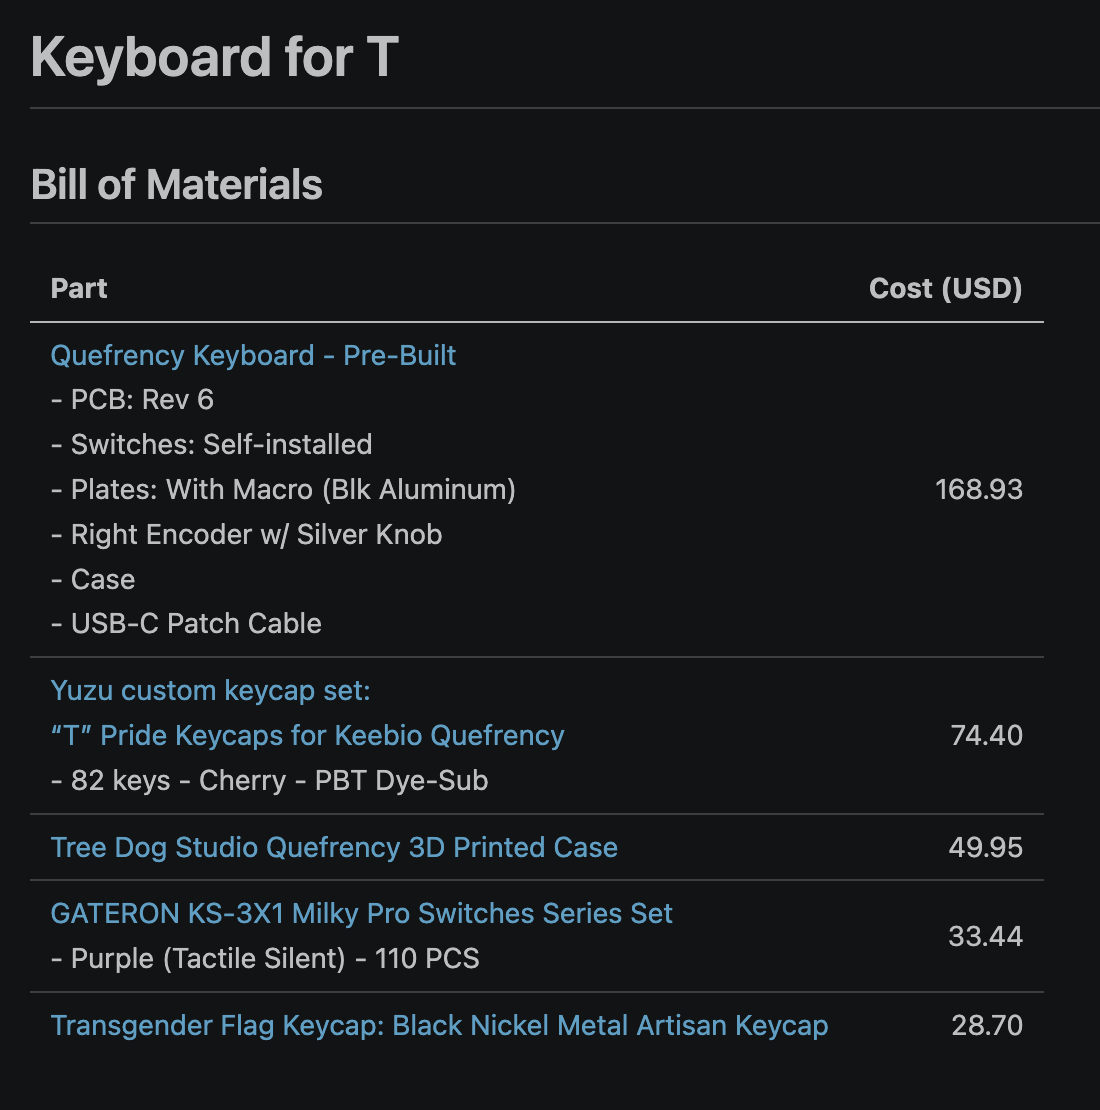 Keyboard for T
Bill of Materials
Part Cost (USD)
Quefrency Keyboard - Pre-Built
- PCB: Rev 6
- Switches: Self-installed
- Plates: With Macro (Blk Aluminum) 168.93
- Right Encoder w/ Silver Knob
- Case
- USB-C Patch Cable
Yuzu custom keycap set:
“T” Pride Keycaps for Keebio Quefrency 74.40
- 82 keys - Cherry - PBT Dye-Sub
Tree Dog Studio Quefrency 3D Printed Case 49.95
GATERON KS-3X1 Milky Pro Switches Series Set
33.44
- Purple (Tactile Silent) - 110 PCS
Transgender Flag Keycap: Black Nickel Metal Artisan Keycap 28.70